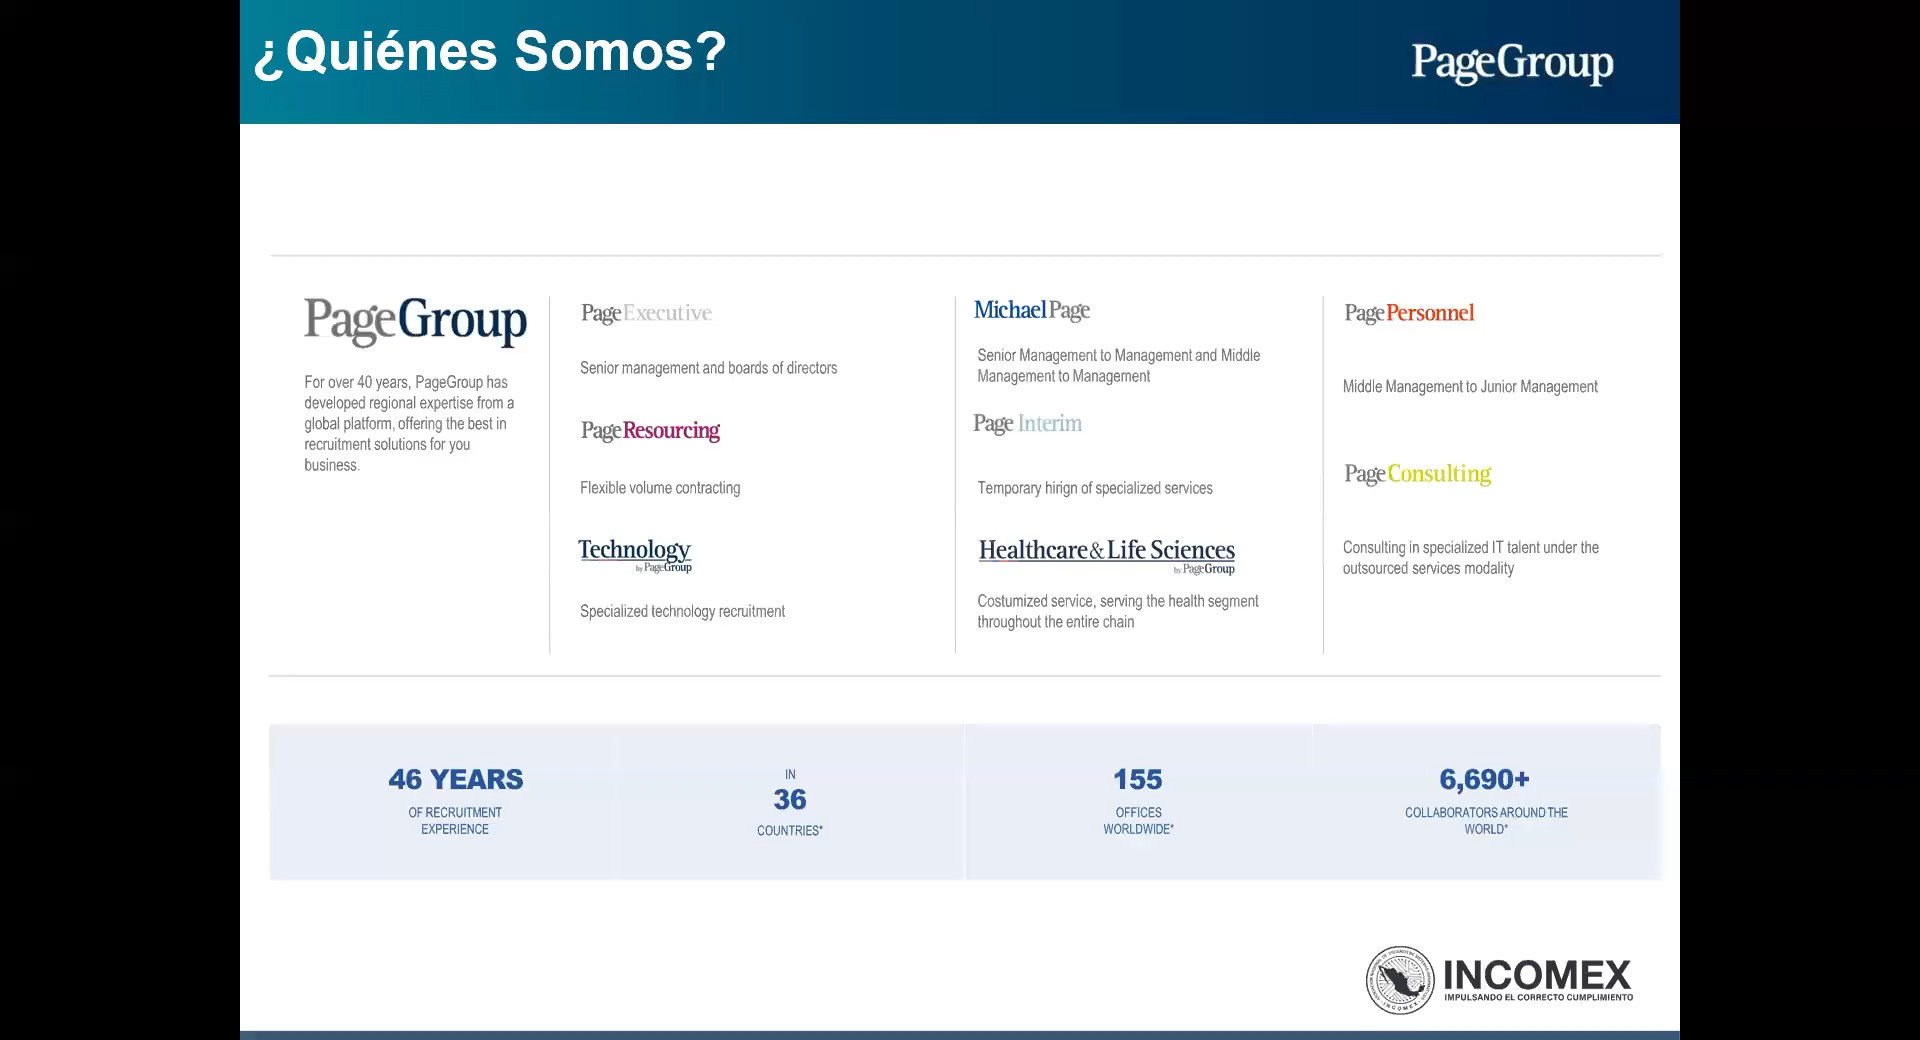 ¿Quiénes Somos?
PageGroup
PageGroup
For over 40 years, PageGroup has
developed regional expertise from a
global platform, offering the best in
recruitment solutions for you
business.
PageExecutive
Senior management and boards of directors
PageResourcing
Flexible volume contracting
Technology
by PageGroup
Specialized technology recruitment
MichaelPage
Senior Management to Management and Middle
Management to Management
Page Interim
Temporary hirign of specialized services
Healthcare&Life Sciences
by PageGroup
Costumized service, serving the health segment
throughout the entire chain
PagePersonnel
Middle Management to Junior Management
PageConsulting
Consulting in specialized IT talent under the
outsourced services modality
46 YEARS
OF RECRUITMENT
EXPERIENCE
IN
36
COUNTRIES*
155
OFFICES
WORLDWIDE*
6,690+
COLLABORATORS AROUND THE
WORLD*
INCOMEX
IMPULSANDO EL CORRECTO CUMPLIMIENTO